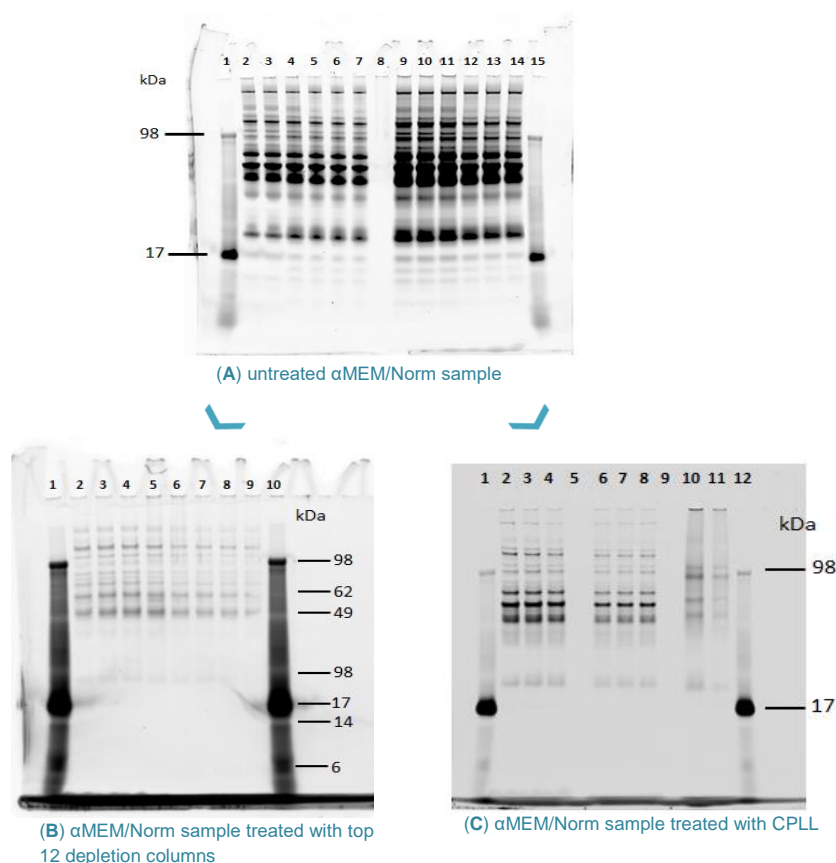 1 2 3 4 5 6 7 8 9 10 11 12 13 14 15
kDa
98
17
(A) untreated αMEM/Norm sample
1 2 3 4 5 6 7 8 9 10
kDa
98
62
49
98
17
14
6
(B) αMEM/Norm sample treated with top
12 depletion columns
1 2 3 4 5 6 7 8 9 10 11 12
kDa
98
17
(C) αMEM/Norm sample treated with CPLL